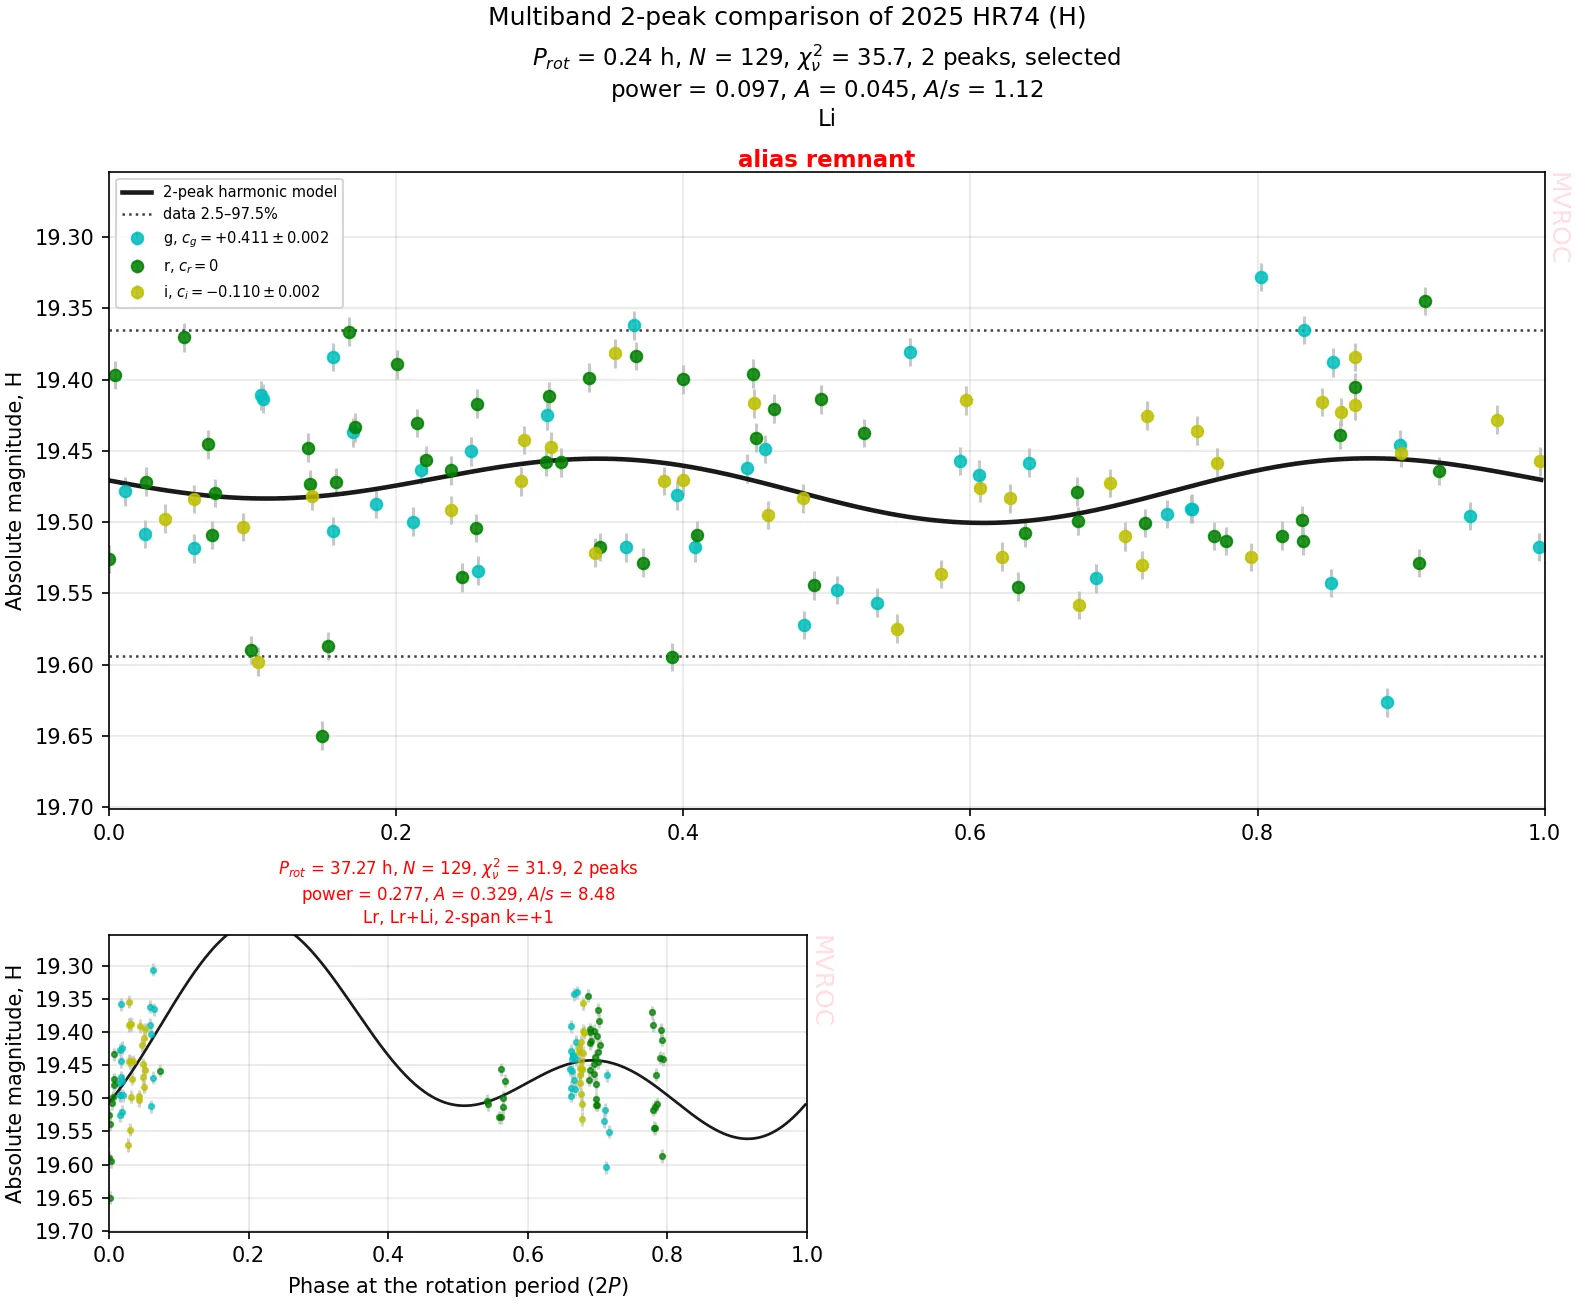 Multiband 2-peak comparison of 2025 HR74 (H)
P_rot = 0.24 h, N = 129, χ²_ν = 35.7, 2 peaks, selected
power = 0.097, A = 0.045, A/s = 1.12
Li
alias remnant
MVROC
2-peak harmonic model
data 2.5–97.5%
g, c_g = +0.411 ± 0.002
r, c_r = 0
i, c_i = −0.110 ± 0.002
Absolute magnitude, H
19.30
19.35
19.40
19.45
19.50
19.55
19.60
19.65
19.70
0.0 0.2 0.4 0.6 0.8 1.0
P_rot = 37.27 h, N = 129, χ²_ν = 31.9, 2 peaks
power = 0.277, A = 0.329, A/s = 8.48
Lr, Lr+Li, 2-span k=+1
MVROC
Absolute magnitude, H
19.30
19.35
19.40
19.45
19.50
19.55
19.60
19.65
19.70
0.0 0.2 0.4 0.6 0.8 1.0
Phase at the rotation period (2P)